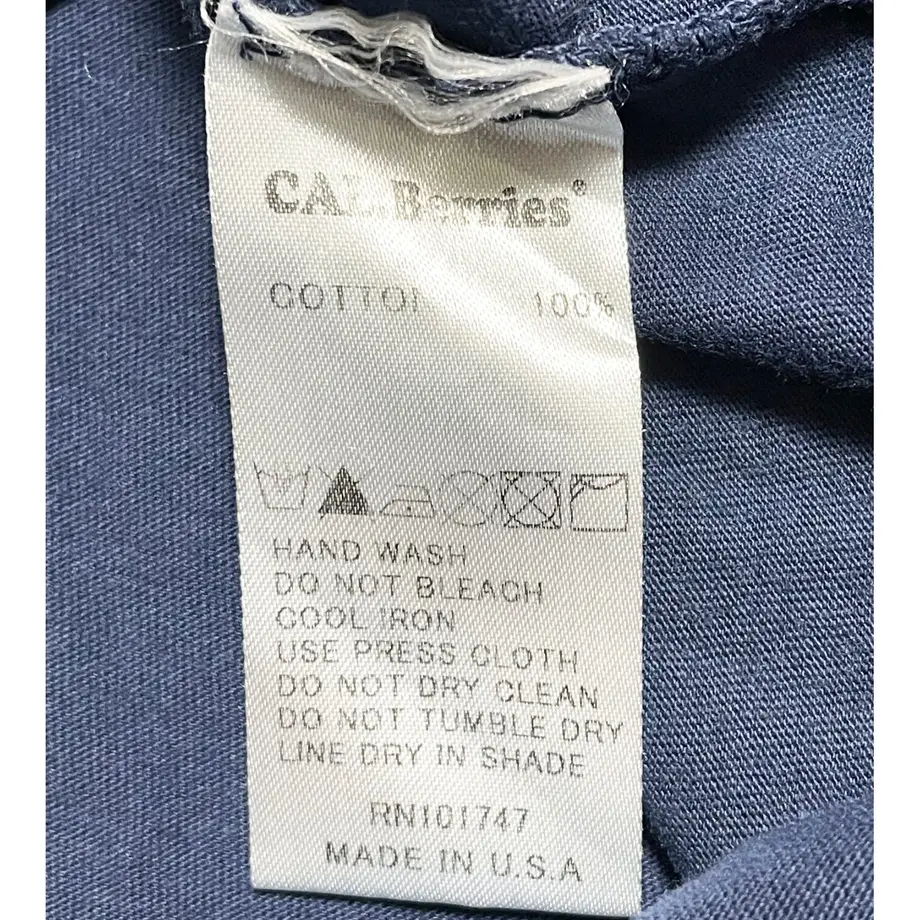 CAL.Berries®
COTTON 100%
HAND WASH
DO NOT BLEACH
COOL IRON
USE PRESS CLOTH
DO NOT DRY CLEAN
DO NOT TUMBLE DRY
LINE DRY IN SHADE
RN101747
MADE IN U.S.A